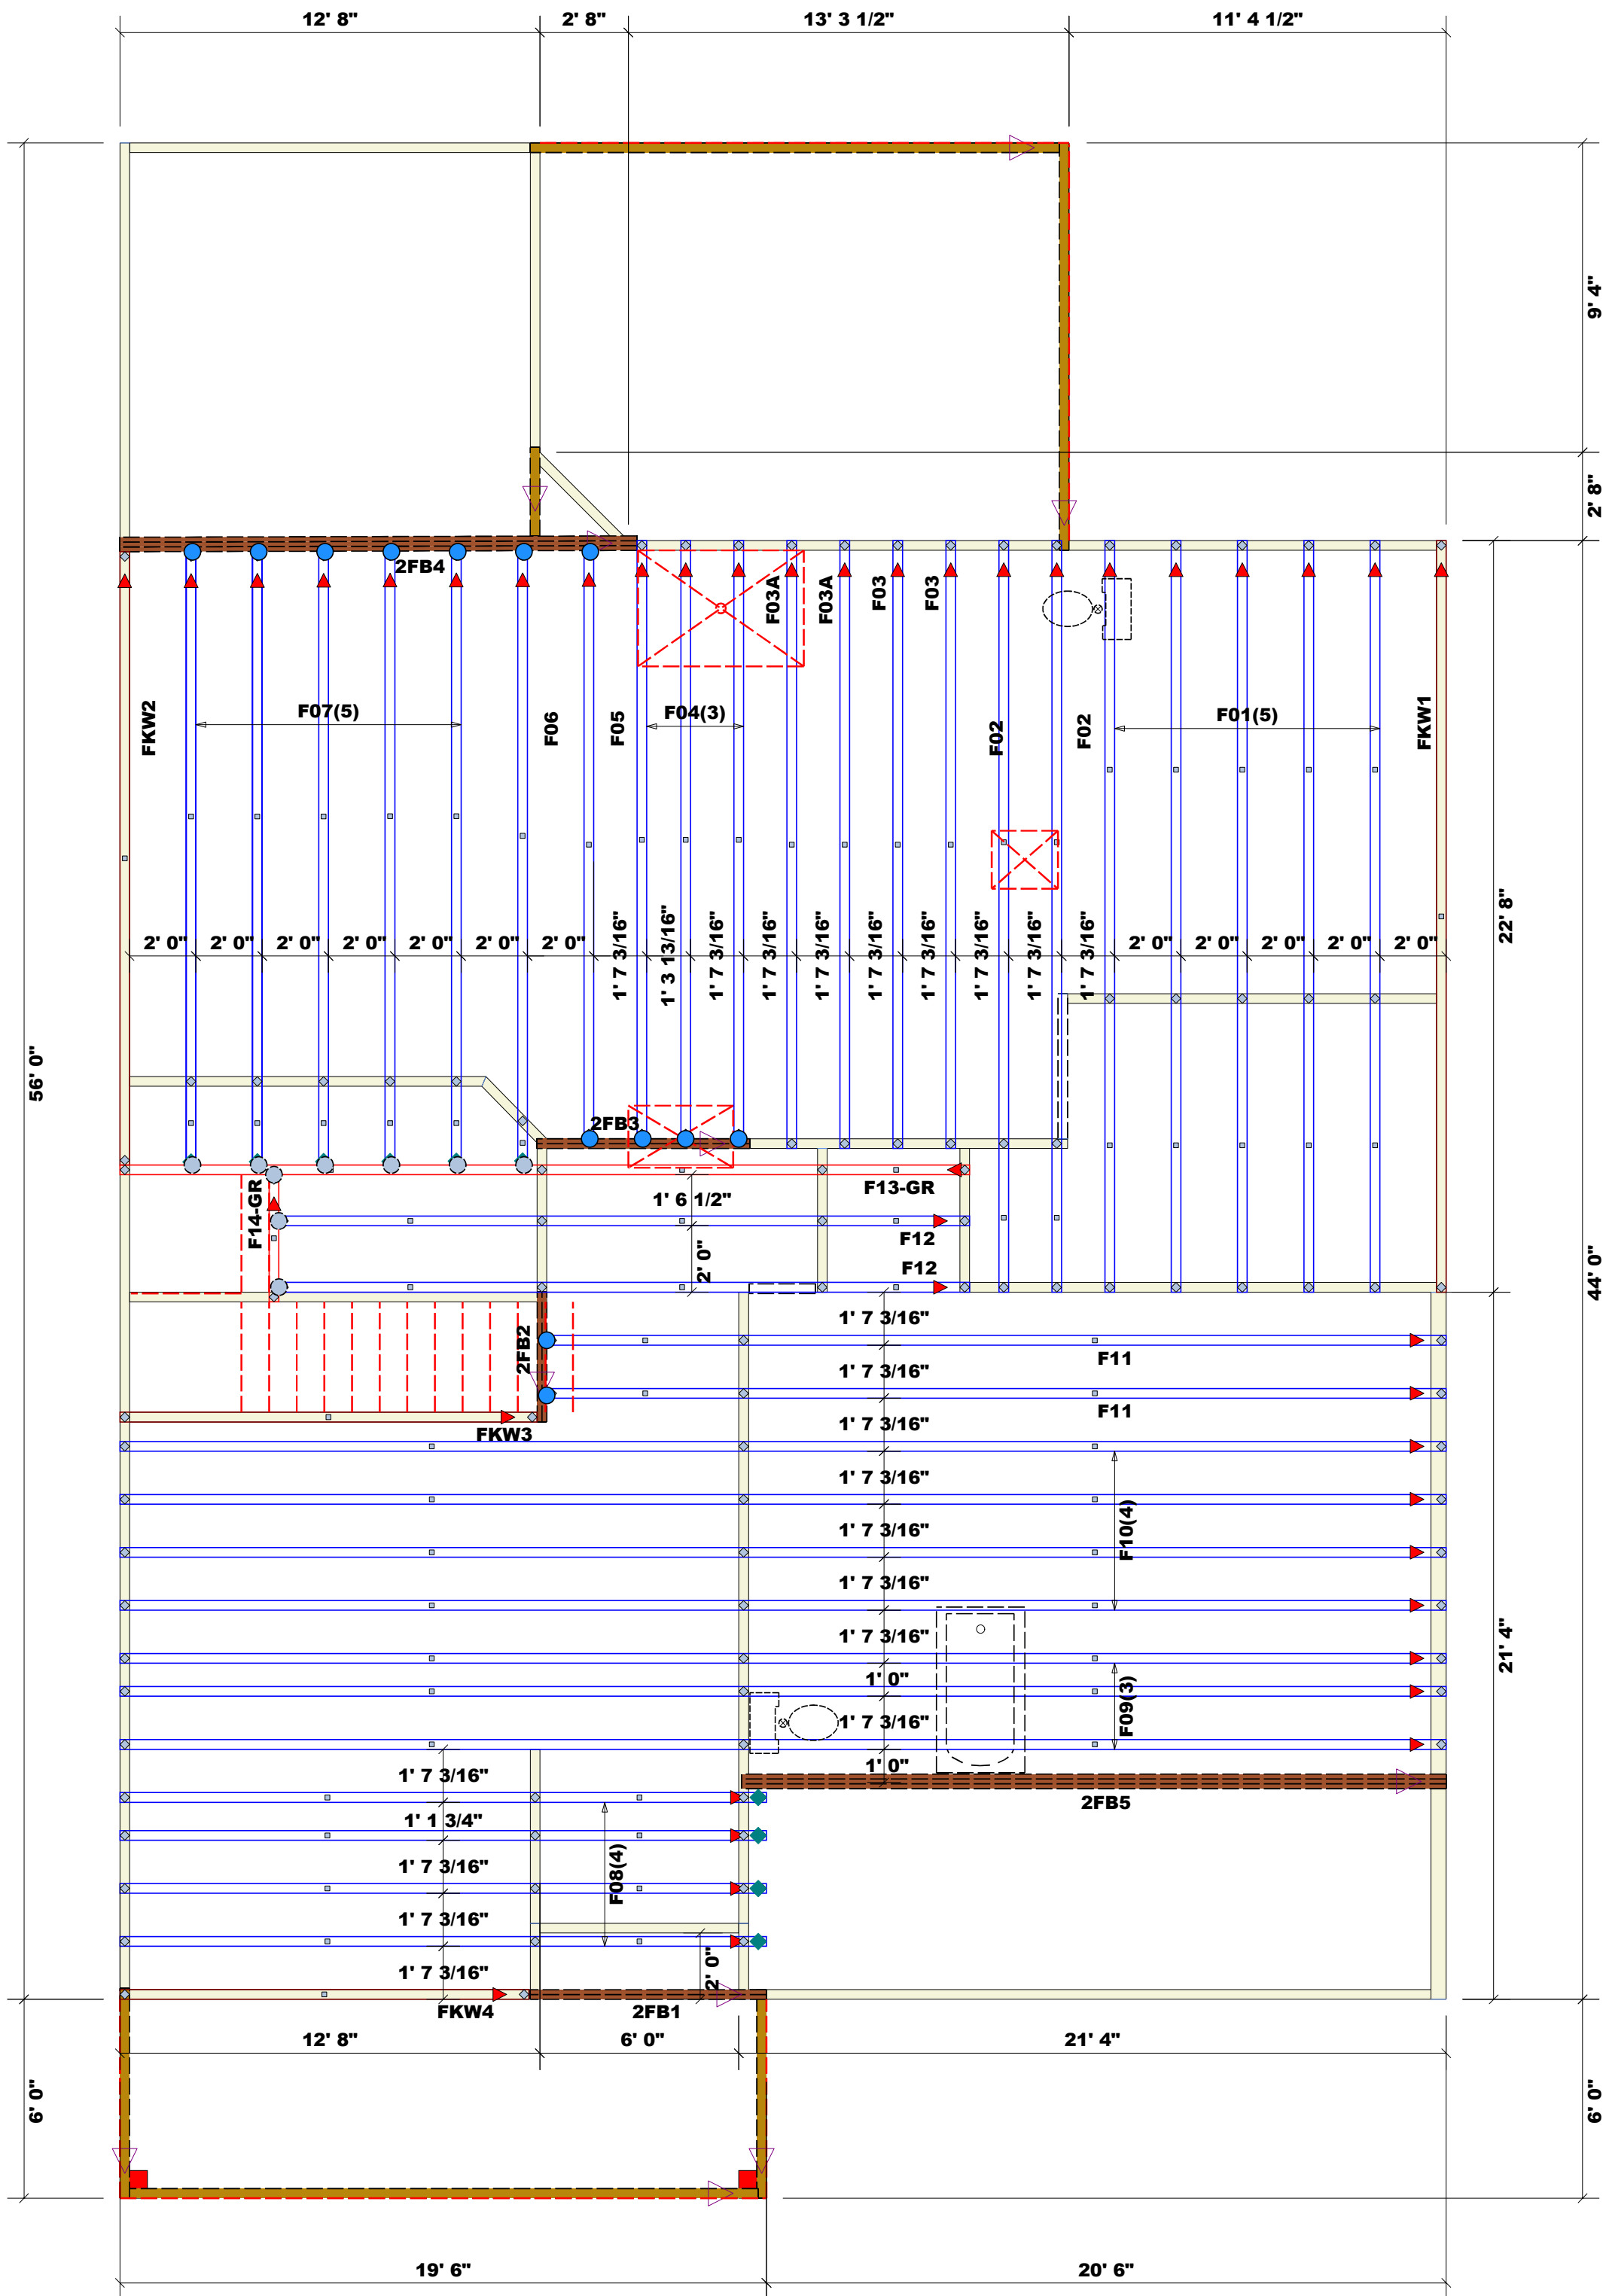 12' 8" 2' 8" 13' 3 1/2" 11' 4 1/2"
9' 4"
2' 8"
2FB4
F03A F03A F03 F03
FKW2 F07(5) F06 F05 F04(3) F02 F02 F01(5) FKW1
22' 8"
2' 0" 2' 0" 2' 0" 2' 0" 2' 0" 2' 0" 2' 0" 1' 7 3/16" 1' 3 13/16" 1' 7 3/16" 1' 7 3/16" 1' 7 3/16" 1' 7 3/16" 1' 7 3/16" 1' 7 3/16" 1' 7 3/16" 1' 7 3/16" 2' 0" 2' 0" 2' 0" 2' 0" 2' 0"
56' 0"
2FB3
F13-GR
F14-GR
1' 6 1/2"
F12
2' 0"
F12
44' 0"
1' 7 3/16"
2FB2
F11
1' 7 3/16"
F11
1' 7 3/16"
FKW3
1' 7 3/16"
F10(4)
1' 7 3/16"
1' 7 3/16"
1' 7 3/16"
21' 4"
1' 0"
F09(3)
1' 7 3/16"
1' 0"
1' 7 3/16"
2FB5
1' 1 3/4"
1' 7 3/16"
F08(4)
1' 7 3/16"
1' 7 3/16"
2' 0"
FKW4 2FB1
12' 8" 6' 0" 21' 4"
6' 0" 6' 0"
19' 6" 20' 6"